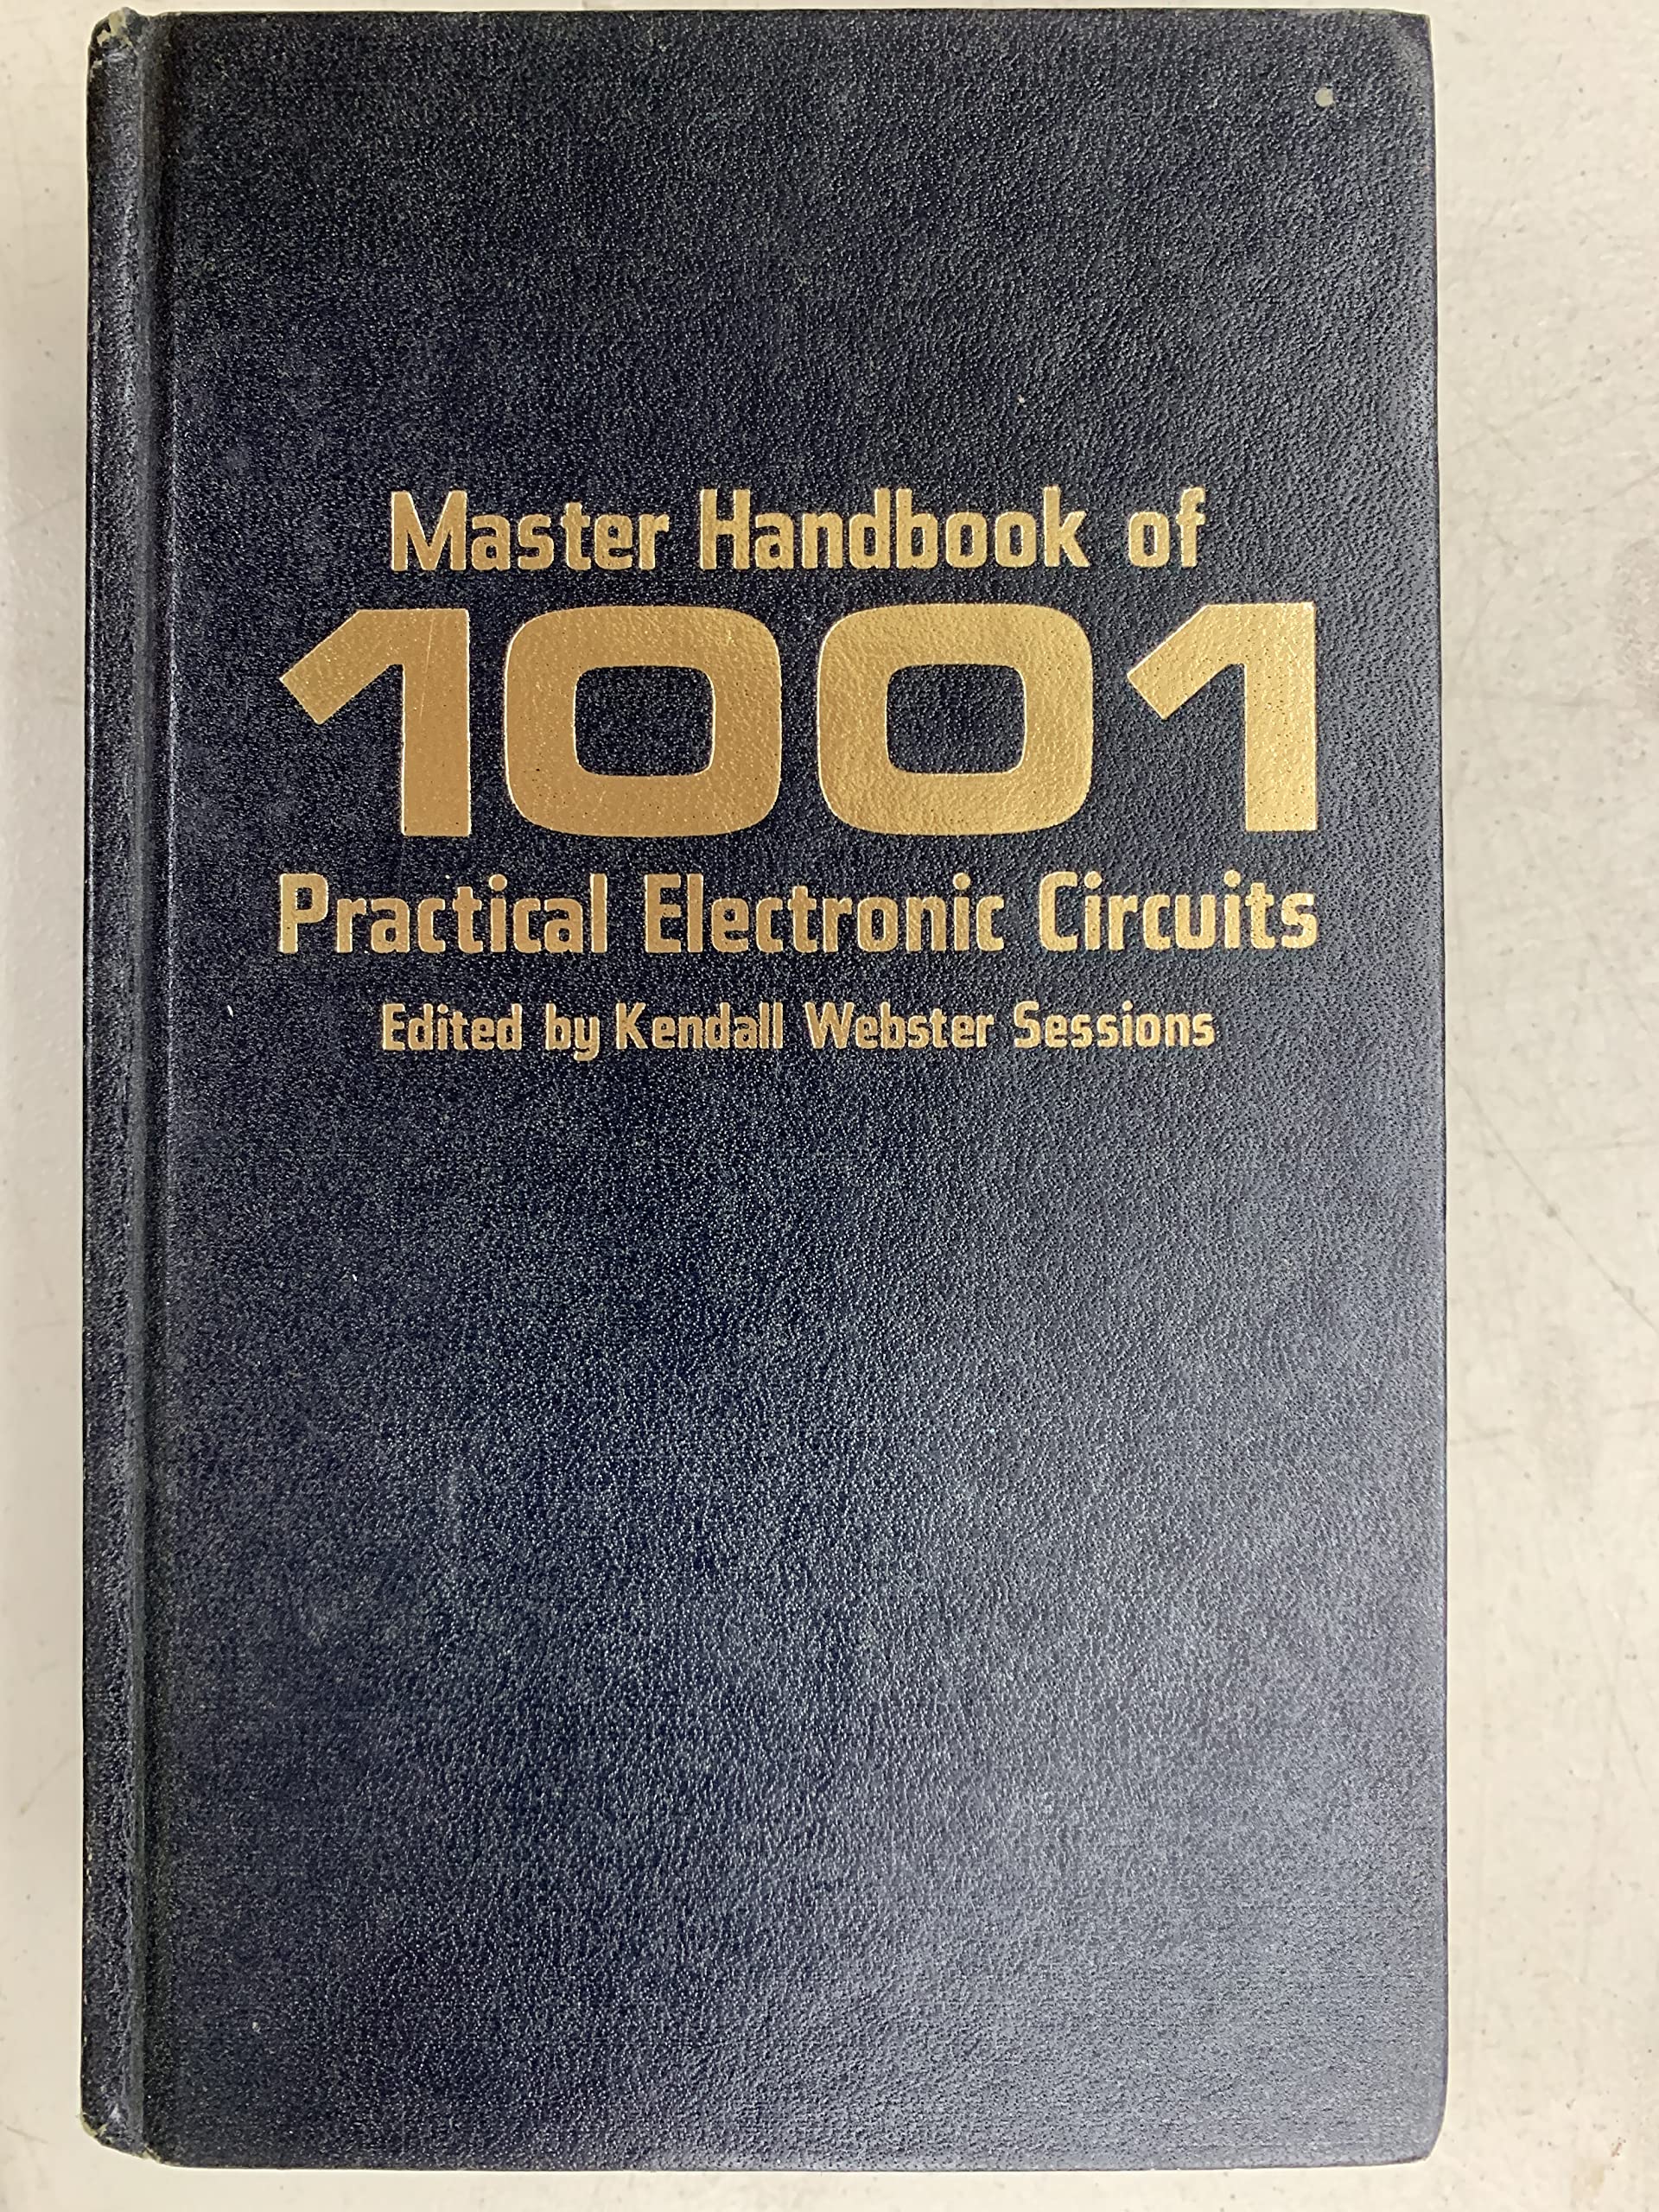 Master Handbook of
1001
Practical Electronic Circuits
Edited by Kendall Webster Sessions